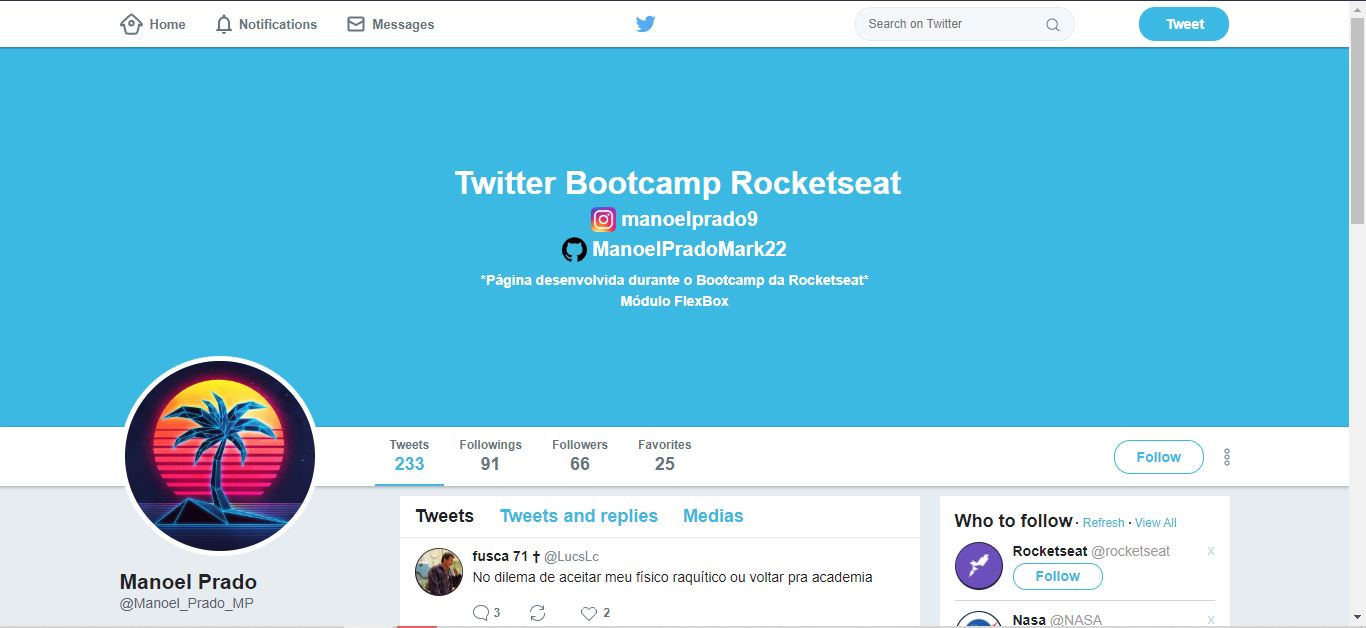 Home Notifications Messages Search on Twitter Tweet
Twitter Bootcamp Rocketseat
manoelprado9
ManoelPradoMark22
*Página desenvolvida durante o Bootcamp da Rocketseat*
Módulo FlexBox
Tweets Followings Followers Favorites
233 91 66 25
Follow
Manoel Prado
@Manoel_Prado_MP
Tweets Tweets and replies Medias
fusca 71 † @LucsLc
No dilema de aceitar meu físico raquítico ou voltar pra academia
3 2
Who to follow · Refresh · View All
Rocketseat @rocketseat x
Follow
Nasa @NASA x